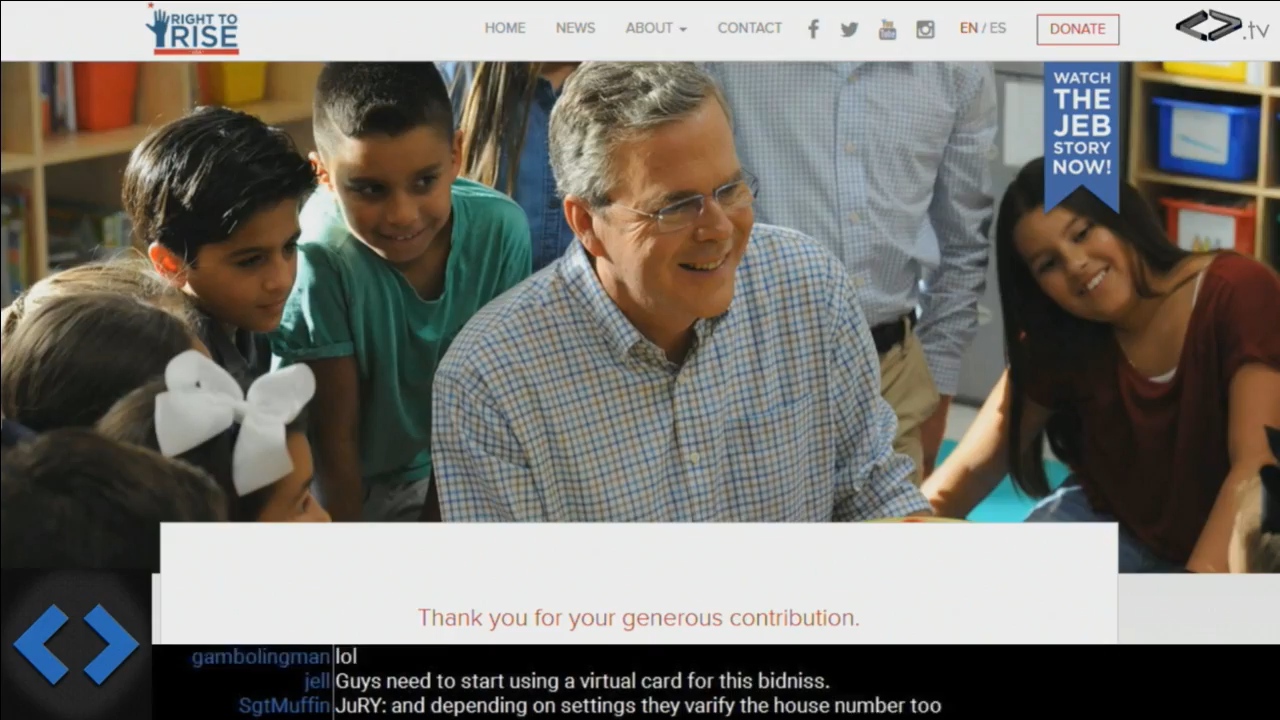 RIGHT TO
RISE
USA
HOME NEWS ABOUT CONTACT EN / ES DONATE
.tv
WATCH
THE
JEB
STORY
NOW!
Thank you for your generous contribution.
gambolingman lol
jell Guys need to start using a virtual card for this bidniss.
SgtMuffin JuRY: and depending on settings they varify the house number too